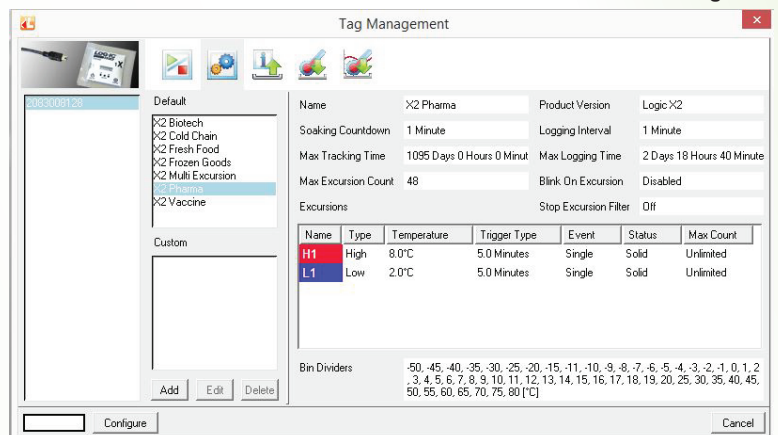 Tag Management
2083008128
Default
X2 Biotech
X2 Cold Chain
X2 Fresh Food
X2 Frozen Goods
X2 Multi Excursion
X2 Pharma
X2 Vaccine
Custom
Add Edit Delete
Name X2 Pharma Product Version Logic X2
Soaking Countdown 1 Minute Logging Interval 1 Minute
Max Tracking Time 1095 Days 0 Hours 0 Minut Max Logging Time 2 Days 18 Hours 40 Minute
Max Excursion Count 48 Blink On Excursion Disabled
Excursions Stop Excursion Filter Off
Name Type Temperature Trigger Type Event Status Max Count
H1 High 8.0°C 5.0 Minutes Single Solid Unlimited
L1 Low 2.0°C 5.0 Minutes Single Solid Unlimited
Bin Dividers -50, -45, -40, -35, -30, -25, -20, -15, -11, -10, -9, -8, -7, -6, -5, -4, -3, -2, -1, 0, 1, 2
, 3, 4, 5, 6, 7, 8, 9, 10, 11, 12, 13, 14, 15, 16, 17, 18, 19, 20, 25, 30, 35, 40, 45,
50, 55, 60, 65, 70, 75, 80 [°C]
Configure Cancel